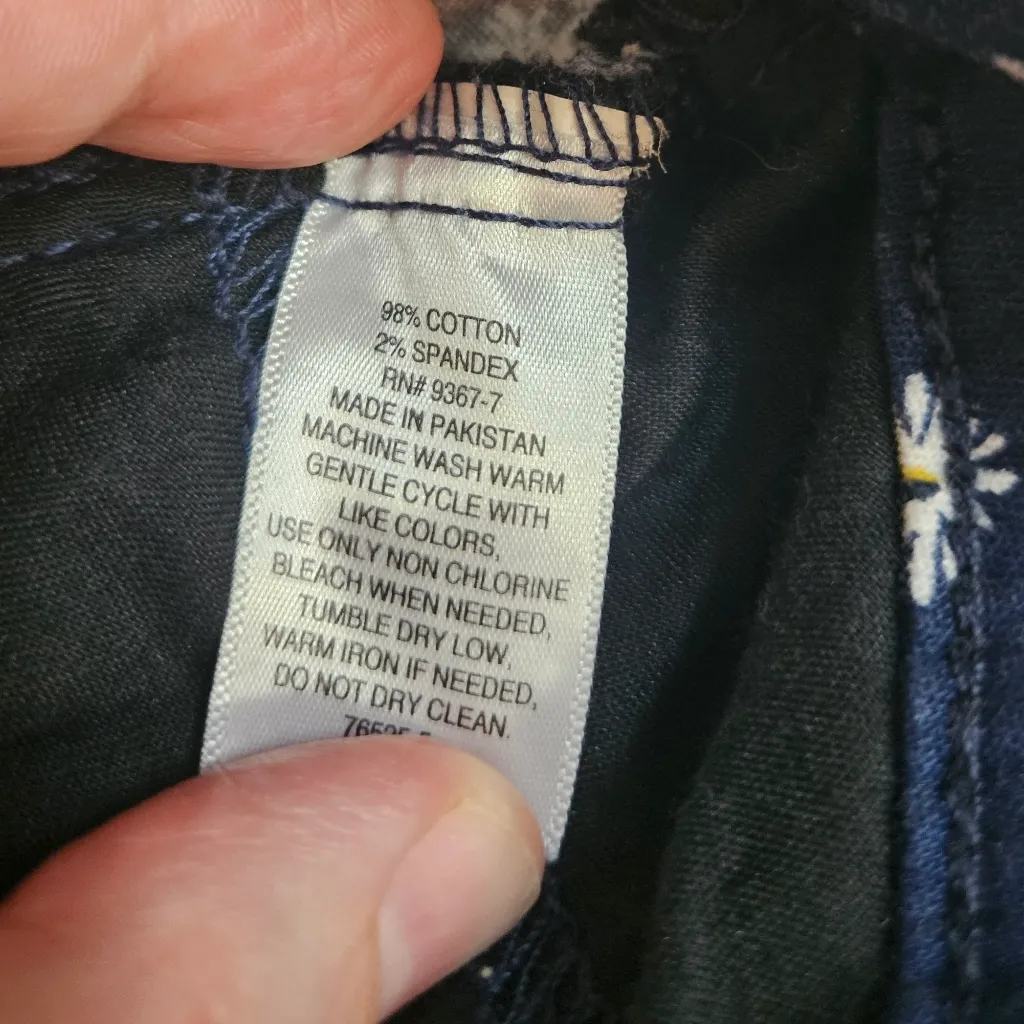 98% COTTON
2% SPANDEX
RN# 9367-7
MADE IN PAKISTAN
MACHINE WASH WARM
GENTLE CYCLE WITH
LIKE COLORS,
USE ONLY NON CHLORINE
BLEACH WHEN NEEDED,
TUMBLE DRY LOW,
WARM IRON IF NEEDED,
DO NOT DRY CLEAN.